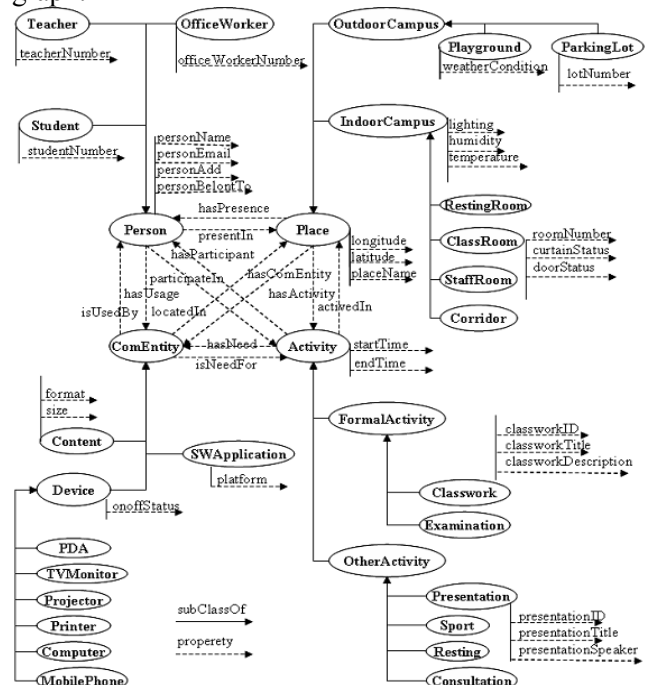 Teacher
OfficeWorker
OutdoorCampus
teacherNumber
officeWorkerNumber
Playground
ParkingLot
weatherCondition
lotNumber
Student
studentNumber
IndoorCampus
lighting
humidity
temperature
personName
personEmail
personAdd
personBelontTo
RestingRoom
hasPresence
Person
Place
presentIn
ClassRoom
roomNumber
curtainStatus
doorStatus
hasParticipant
longitude
latitude
placeName
participateIn
hasComEntity
StaffRoom
hasUsage
hasActivity
isUsedBy
locatedIn
activedIn
Corridor
ComEntity
hasNeed
Activity
startTime
isNeedFor
endTime
format
size
Content
FormalActivity
classworkID
classworkTitle
classworkDescription
SWApplication
platform
Device
onoffStatus
Classwork
Examination
PDA
OtherActivity
TVMonitor
Projector
Presentation
subClassOf
Printer
Sport
presentationID
presentationTitle
properety
Computer
Resting
presentationSpeaker
MobilePhone
Consultation